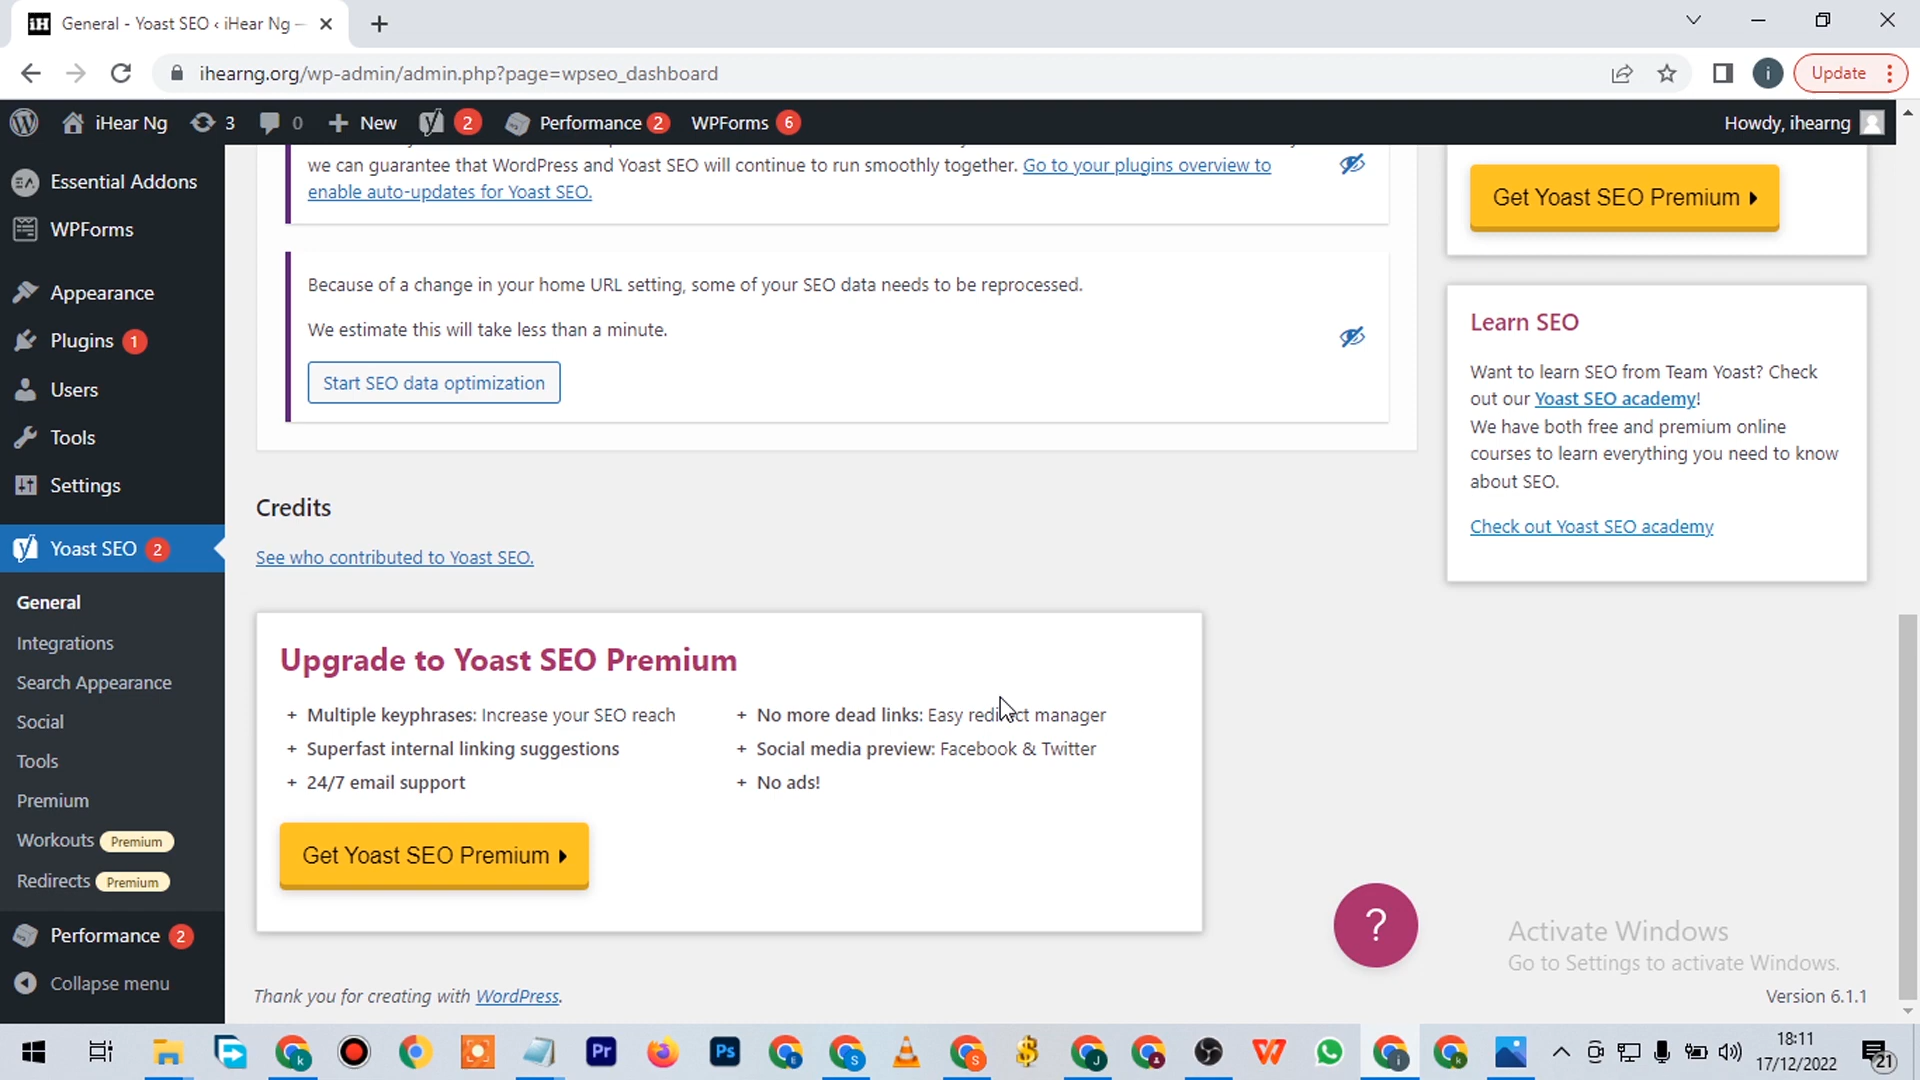 General - Yoast SEO ‹ iHear Ng —
ihearng.org/wp-admin/admin.php?page=wpseo_dashboard
Update
iHear Ng
3
0
New
2
Performance 2
WPForms 6
Howdy, ihearng
Essential Addons
WPForms
Appearance
Plugins 1
Users
Tools
Settings
Yoast SEO 2
General
Integrations
Search Appearance
Social
Tools
Premium
Workouts Premium
Redirects Premium
Performance 2
Collapse menu
we can guarantee that WordPress and Yoast SEO will continue to run smoothly together. Go to your plugins overview to
enable auto-updates for Yoast SEO.
Because of a change in your home URL setting, some of your SEO data needs to be reprocessed.
We estimate this will take less than a minute.
Start SEO data optimization
Credits
See who contributed to Yoast SEO.
Upgrade to Yoast SEO Premium
+ Multiple keyphrases: Increase your SEO reach
+ Superfast internal linking suggestions
+ 24/7 email support
+ No more dead links: Easy redirect manager
+ Social media preview: Facebook & Twitter
+ No ads!
Get Yoast SEO Premium
Thank you for creating with WordPress.
Get Yoast SEO Premium
Learn SEO
Want to learn SEO from Team Yoast? Check
out our Yoast SEO academy!
We have both free and premium online
courses to learn everything you need to know
about SEO.
Check out Yoast SEO academy
?
Activate Windows
Go to Settings to activate Windows.
Version 6.1.1
18:11
17/12/2022
21